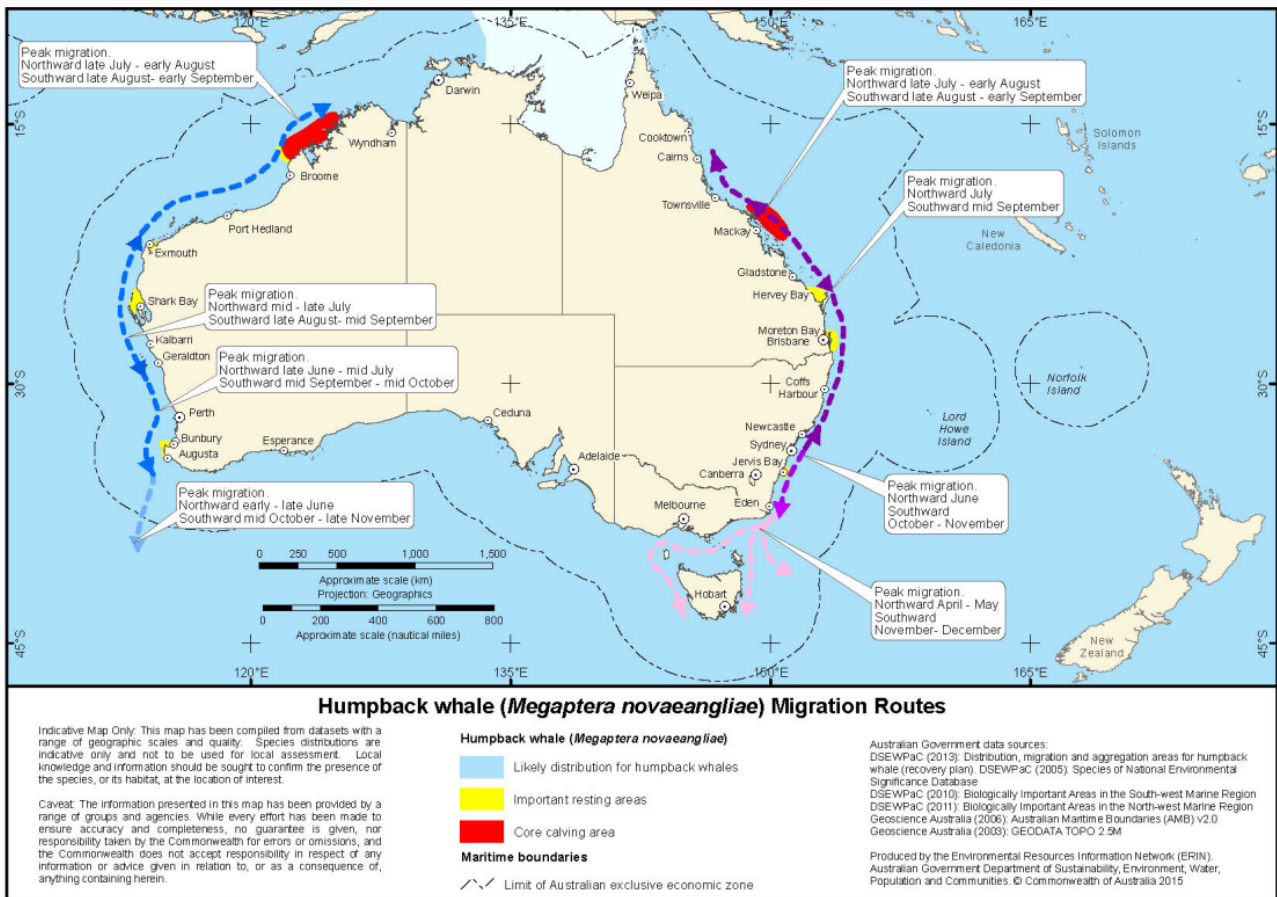 120°E
135°E
150°E
165°E
Peak migration.
Northward late July - early August
Southward late August- early September
Peak migration.
Northward late July - early August
Southward late August - early September
Darwin
Weipa
15°S
15°S
Wyndham
Cooktown
Cairns
Solomon
Islands
Broome
Peak migration.
Northward July
Southward mid September
Townsville
Port Hedland
Mackay
New
Caledonia
Exmouth
Gladstone
Hervey Bay
Shark Bay
Peak migration.
Northward mid - late July
Southward late August- mid September
Kalbarri
Geraldton
Moreton Bay
Brisbane
Peak migration.
Northward late June - mid July
Southward mid September - mid October
30°S
30°S
Coffs
Harbour
Norfolk
Island
Perth
Ceduna
Lord
Howe
Island
Newcastle
Bunbury
Augusta
Esperance
Sydney
Adelaide
Jervis Bay
Canberra
Peak migration.
Northward June
Southward
October - November
Peak migration.
Northward early - late June
Southward mid October - late November
Melbourne
Eden
0 250 500 1,000 1,500
Approximate scale (km)
Projection: Geographics
0 100 200 400 600 800
Approximate scale (nautical miles)
Hobart
Peak migration.
Northward April - May
Southward
November- December
New
Zealand
45°S
45°S
120°E
135°E
150°E
165°E
Humpback whale (Megaptera novaeangliae) Migration Routes
Indicative Map Only: This map has been compiled from datasets with a
range of geographic scales and quality. Species distributions are
indicative only and not to be used for local assessment. Local
knowledge and information should be sought to confirm the presence of
the species, or its habitat, at the location of interest.
Caveat: The information presented in this map has been provided by a
range of groups and agencies. While every effort has been made to
ensure accuracy and completeness, no guarantee is given, nor
responsibility taken by the Commonwealth for errors or omissions, and
the Commonwealth does not accept responsibility in respect of any
information or advice given in relation to, or as a consequence of,
anything containing herein.
Humpback whale (Megaptera novaeangliae)
Likely distribution for humpback whales
Important resting areas
Core calving area
Maritime boundaries
Limit of Australian exclusive economic zone
Australian Government data sources:
DSEWPaC (2013): Distribution, migration and aggregation areas for humpback
whale (recovery plan). DSEWPaC (2005): Species of National Environmental
Significance Database
DSEWPaC (2010): Biologically Important Areas in the South-west Marine Region
DSEWPaC (2011): Biologically Important Areas in the North-west Marine Region
Geoscience Australia (2006): Australian Maritime Boundaries (AMB) v2.0
Geoscience Australia (2003): GEODATA TOPO 2.5M
Produced by the Environmental Resources Information Network (ERIN).
Australian Government Department of Sustainability, Environment, Water,
Population and Communities. © Commonwealth of Australia 2015